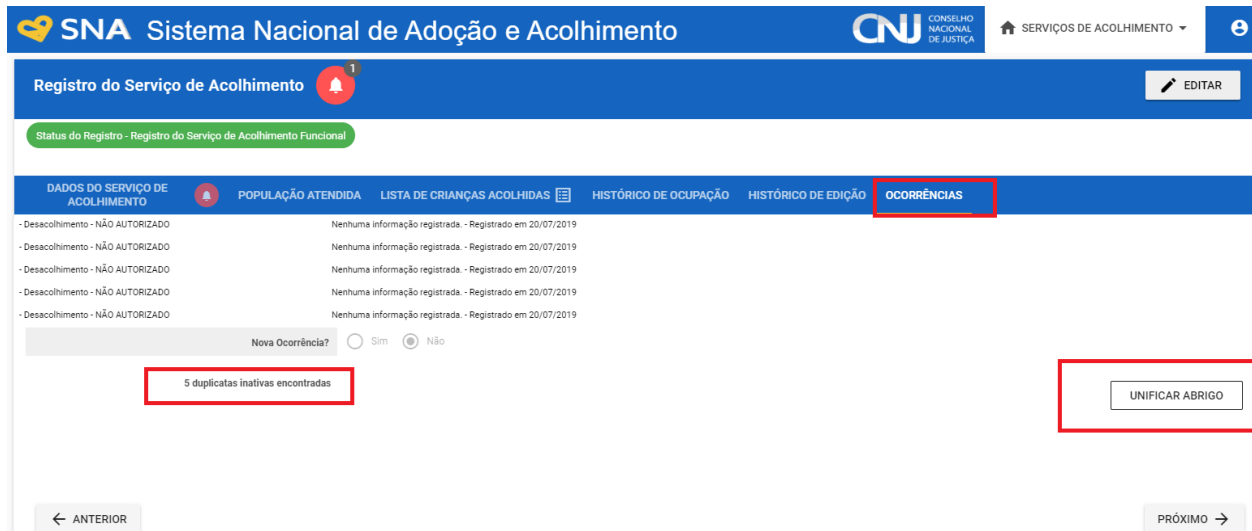 SNA Sistema Nacional de Adoção e Acolhimento
CNJ CONSELHO
NACIONAL
DE JUSTIÇA
SERVIÇOS DE ACOLHIMENTO
Registro do Serviço de Acolhimento
1
EDITAR
Status do Registro - Registro do Serviço de Acolhimento Funcional
DADOS DO SERVIÇO DE
ACOLHIMENTO
POPULAÇÃO ATENDIDA
LISTA DE CRIANÇAS ACOLHIDAS
HISTÓRICO DE OCUPAÇÃO
HISTÓRICO DE EDIÇÃO
OCORRÊNCIAS
- Desacolhimento - NÃO AUTORIZADO Nenhuma informação registrada. - Registrado em 20/07/2019
- Desacolhimento - NÃO AUTORIZADO Nenhuma informação registrada. - Registrado em 20/07/2019
- Desacolhimento - NÃO AUTORIZADO Nenhuma informação registrada. - Registrado em 20/07/2019
- Desacolhimento - NÃO AUTORIZADO Nenhuma informação registrada. - Registrado em 20/07/2019
- Desacolhimento - NÃO AUTORIZADO Nenhuma informação registrada. - Registrado em 20/07/2019
Nova Ocorrência? Sim Não
5 duplicatas inativas encontradas
UNIFICAR ABRIGO
ANTERIOR
PRÓXIMO